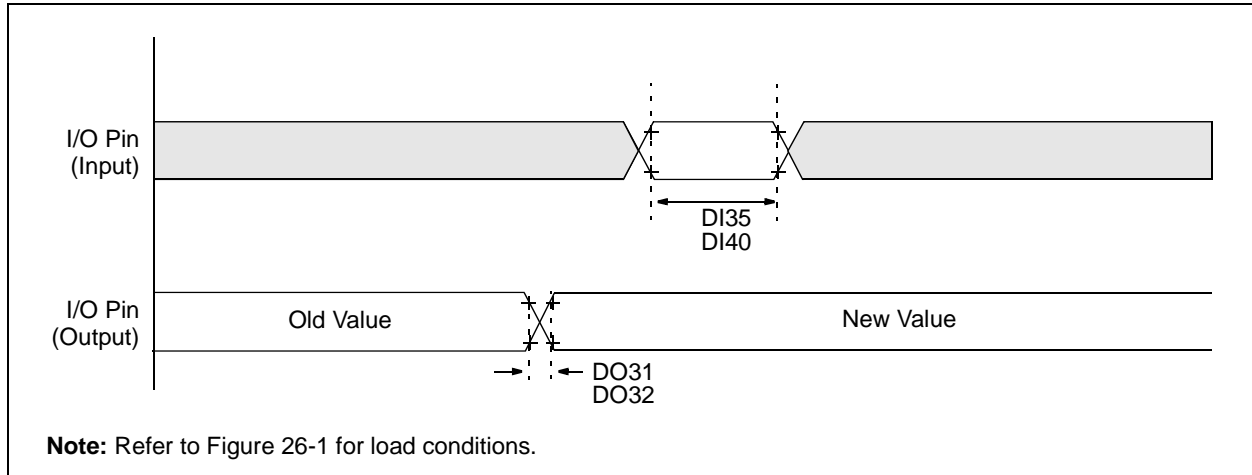 I/O Pin
(Input)
DI35
DI40
I/O Pin
(Output)
Old Value
New Value
DO31
DO32
Note: Refer to Figure 26-1 for load conditions.